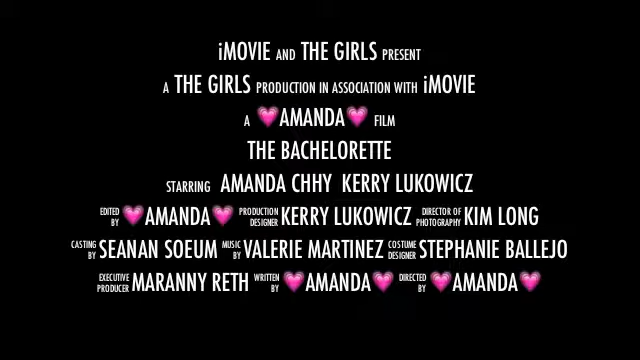 iMOVIE AND THE GIRLS PRESENT
A THE GIRLS PRODUCTION IN ASSOCIATION WITH iMOVIE
A 💗AMANDA💗 FILM
THE BACHELORETTE
STARRING AMANDA CHHY KERRY LUKOWICZ
EDITED BY 💗AMANDA💗 PRODUCTION DESIGNER KERRY LUKOWICZ DIRECTOR OF PHOTOGRAPHY KIM LONG
CASTING BY SEANAN SOEUM MUSIC BY VALERIE MARTINEZ COSTUME DESIGNER STEPHANIE BALLEJO
EXECUTIVE PRODUCER MARANNY RETH WRITTEN BY 💗AMANDA💗 DIRECTED BY 💗AMANDA💗